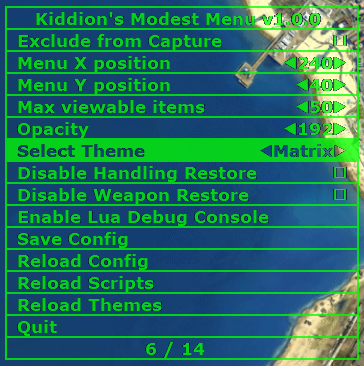 Kiddion's Modest Menu v1.0.0
Exclude from Capture
Menu X position 240
Menu Y position 40
Max viewable items 50
Opacity 192
Select Theme Matrix
Disable Handling Restore
Disable Weapon Restore
Enable Lua Debug Console
Save Config
Reload Config
Reload Scripts
Reload Themes
Quit
6 / 14